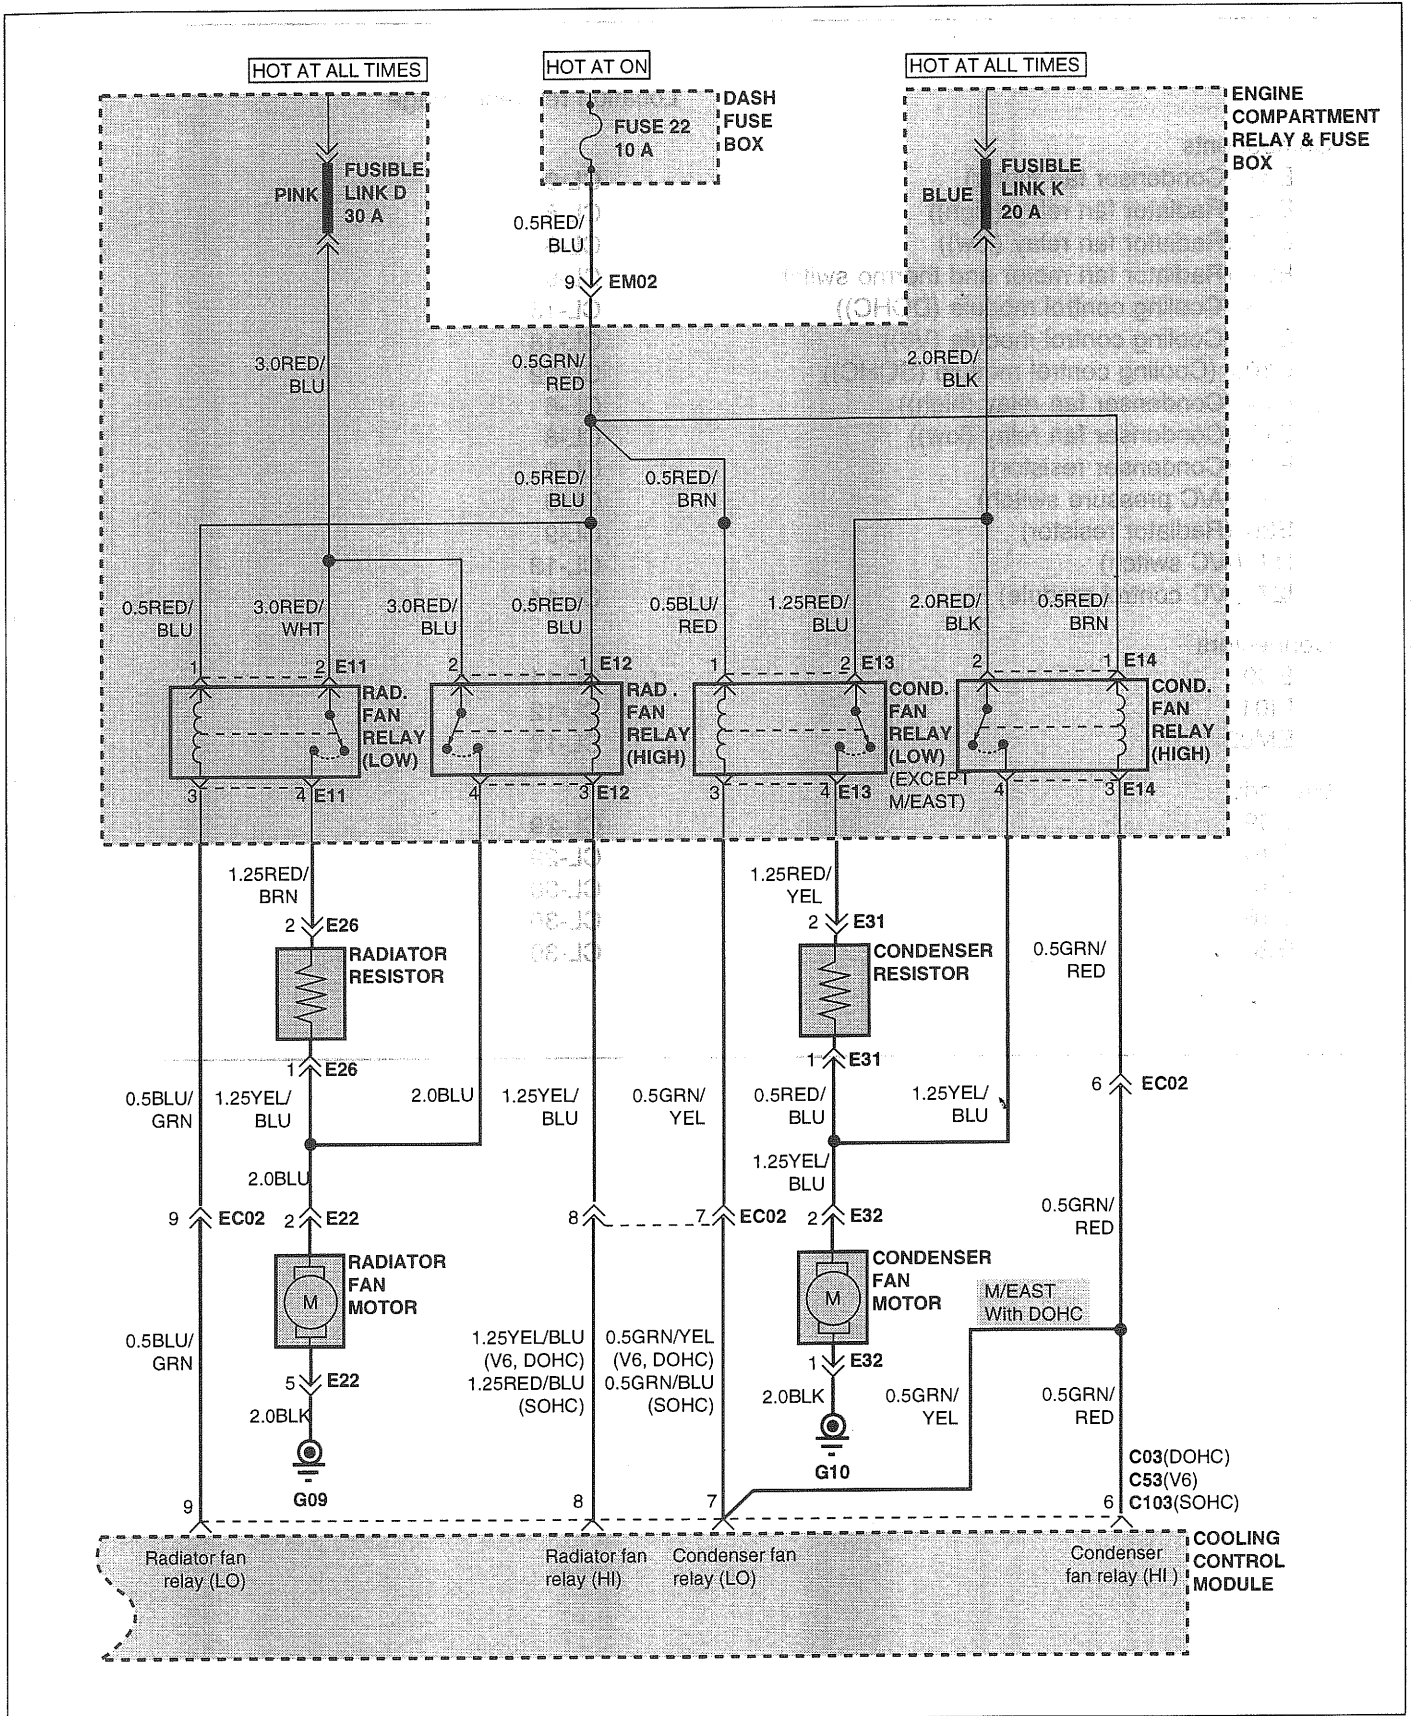 HOT AT ALL TIMES
HOT AT ON
HOT AT ALL TIMES
DASH
FUSE
BOX
ENGINE
COMPARTMENT
RELAY & FUSE
BOX
PINK
FUSIBLE
LINK D
30 A
FUSE 22
10 A
BLUE
FUSIBLE
LINK K
20 A
0.5RED/
BLU
9 EM02
3.0RED/
BLU
0.5GRN/
RED
2.0RED/
BLK
0.5RED/
BLU
0.5RED/
BRN
0.5RED/
BLU
3.0RED/
WHT
3.0RED/
BLU
0.5RED/
BLU
0.5BLU/
RED
1.25RED/
BLU
2.0RED/
BLK
0.5RED/
BRN
1 2 E11
2 1 E12
1 2 E13
2 1 E14
RAD.
FAN
RELAY
(LOW)
RAD .
FAN
RELAY
(HIGH)
COND.
FAN
RELAY
(LOW)
(EXCEPT
M/EAST)
COND.
FAN
RELAY
(HIGH)
3 4 E11
4 3 E12
3 4 E13
4 3 E14
1.25RED/
BRN
2 E26
RADIATOR
RESISTOR
1 E26
1.25RED/
YEL
2 E31
CONDENSER
RESISTOR
1 E31
0.5GRN/
RED
6 EC02
0.5BLU/
GRN
1.25YEL/
BLU
2.0BLU
1.25YEL/
BLU
0.5GRN/
YEL
0.5RED/
BLU
1.25YEL/
BLU
2.0BLU
1.25YEL/
BLU
9 EC02
2 E22
8
7 EC02
2 E32
0.5GRN/
RED
RADIATOR
FAN
MOTOR
M
CONDENSER
FAN
MOTOR
M
M/EAST
With DOHC
0.5BLU/
GRN
5 E22
2.0BLK
G09
1.25YEL/BLU
(V6, DOHC)
1.25RED/BLU
(SOHC)
0.5GRN/YEL
(V6, DOHC)
0.5GRN/BLU
(SOHC)
1 E32
2.0BLK
G10
0.5GRN/
YEL
0.5GRN/
RED
C03(DOHC)
C53(V6)
C103(SOHC)
9
8
7
6
Radiator fan
relay (LO)
Radiator fan
relay (HI)
Condenser fan
relay (LO)
Condenser
fan relay (HI )
COOLING
CONTROL
MODULE